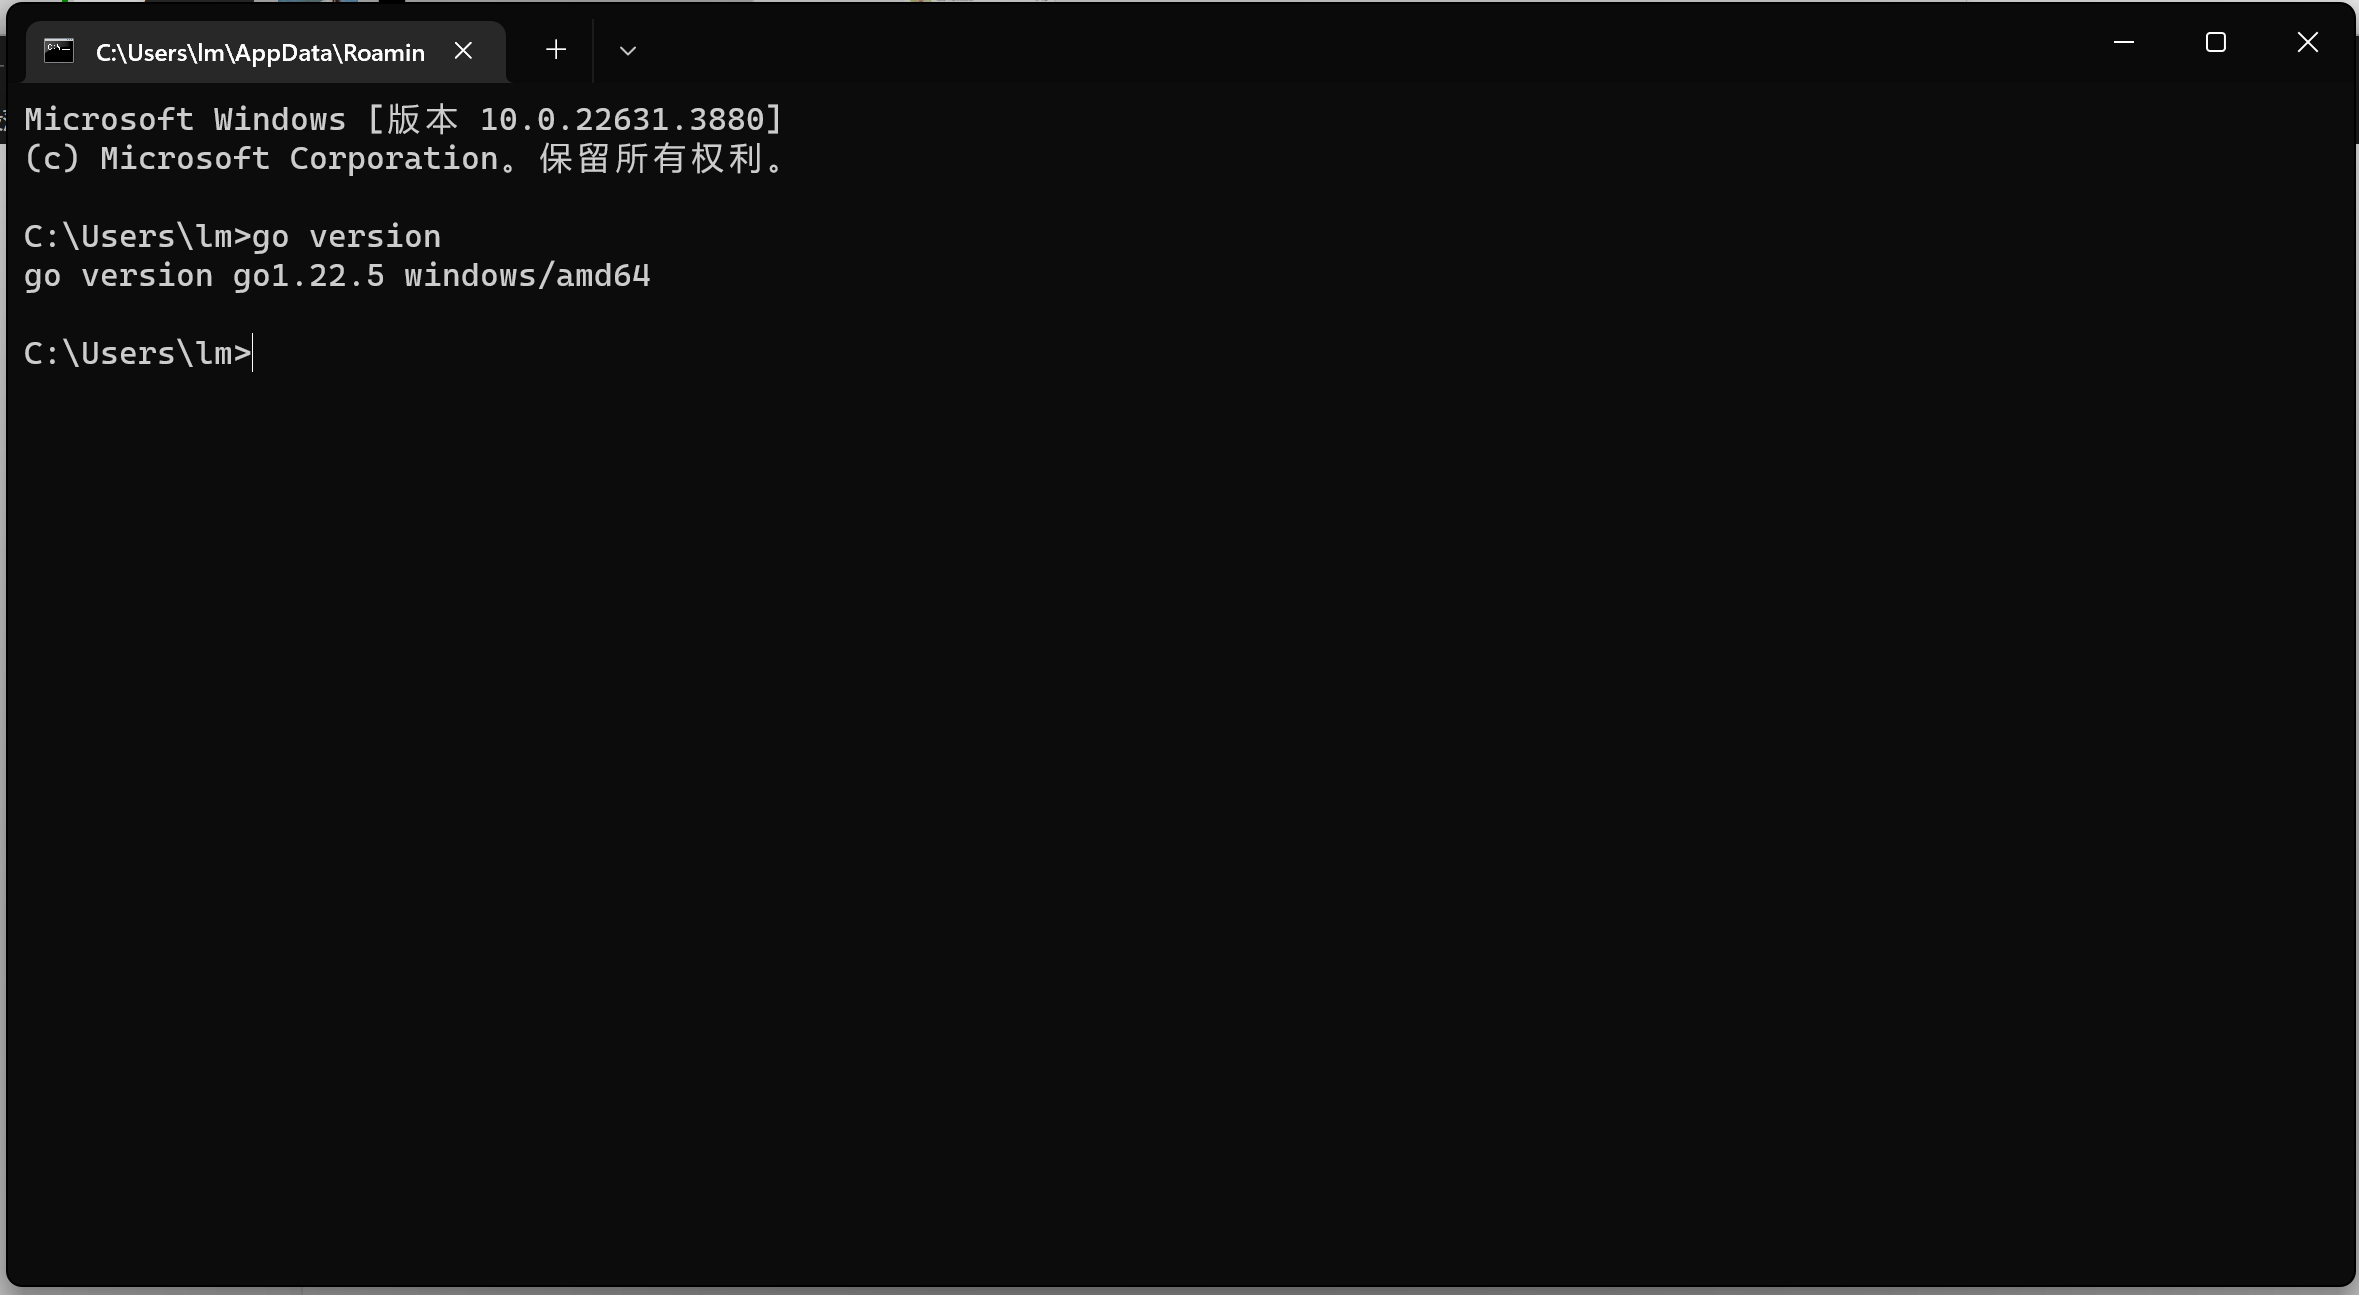 C:\Users\lm\AppData\Roamin
Microsoft Windows [版本 10.0.22631.3880]
(c) Microsoft Corporation。保留所有权利。
C:\Users\lm>go version
go version go1.22.5 windows/amd64
C:\Users\lm>